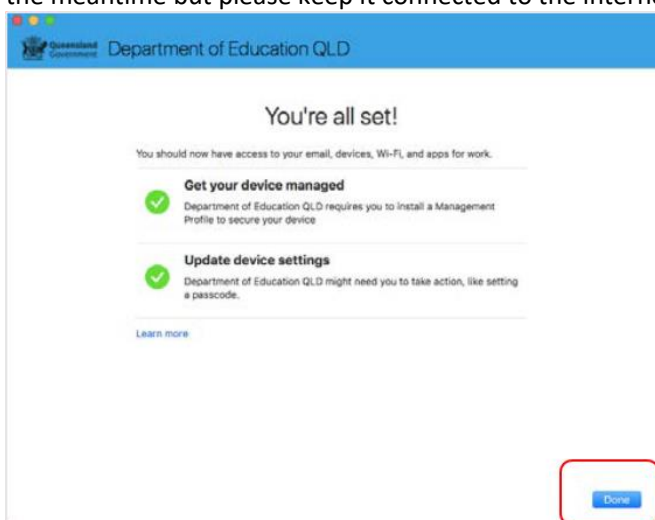 the meantime but please keep it connected to the interne
Queensland
Government
Department of Education QLD
You're all set!
You should now have access to your email, devices, Wi-Fi, and apps for work.
Get your device managed
Department of Education QLD requires you to install a Management
Profile to secure your device
Update device settings
Department of Education QLD might need you to take action, like setting
a passcode.
Learn more
Done